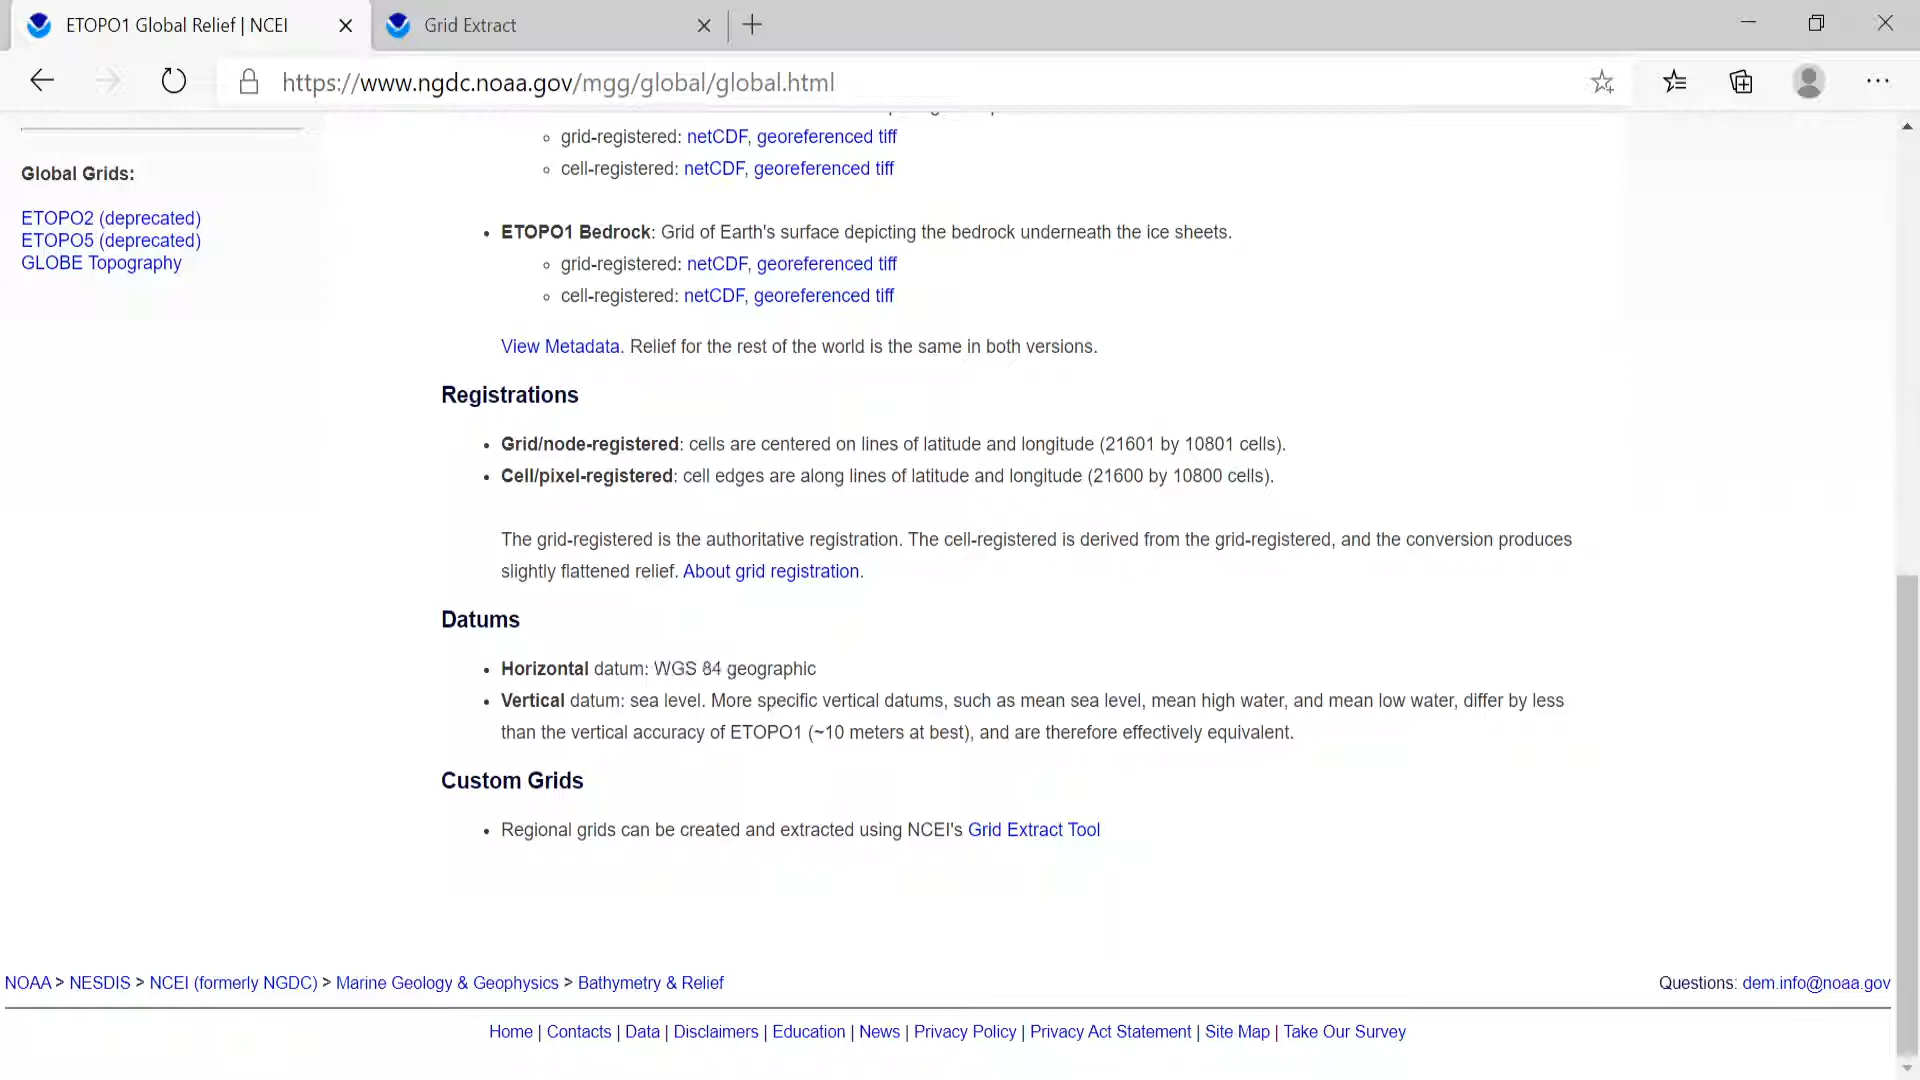 ETOPO1 Global Relief | NCEI
Grid Extract
https://www.ngdc.noaa.gov/mgg/global/global.html
Global Grids:
ETOPO2 (deprecated)
ETOPO5 (deprecated)
GLOBE Topography
grid-registered: netCDF, georeferenced tiff
cell-registered: netCDF, georeferenced tiff
ETOPO1 Bedrock: Grid of Earth's surface depicting the bedrock underneath the ice sheets.
grid-registered: netCDF, georeferenced tiff
cell-registered: netCDF, georeferenced tiff
View Metadata. Relief for the rest of the world is the same in both versions.
Registrations
Grid/node-registered: cells are centered on lines of latitude and longitude (21601 by 10801 cells).
Cell/pixel-registered: cell edges are along lines of latitude and longitude (21600 by 10800 cells).
The grid-registered is the authoritative registration. The cell-registered is derived from the grid-registered, and the conversion produces
slightly flattened relief. About grid registration.
Datums
Horizontal datum: WGS 84 geographic
Vertical datum: sea level. More specific vertical datums, such as mean sea level, mean high water, and mean low water, differ by less
than the vertical accuracy of ETOPO1 (~10 meters at best), and are therefore effectively equivalent.
Custom Grids
Regional grids can be created and extracted using NCEI's Grid Extract Tool
NOAA > NESDIS > NCEI (formerly NGDC) > Marine Geology & Geophysics > Bathymetry & Relief
Questions: dem.info@noaa.gov
Home | Contacts | Data | Disclaimers | Education | News | Privacy Policy | Privacy Act Statement | Site Map | Take Our Survey